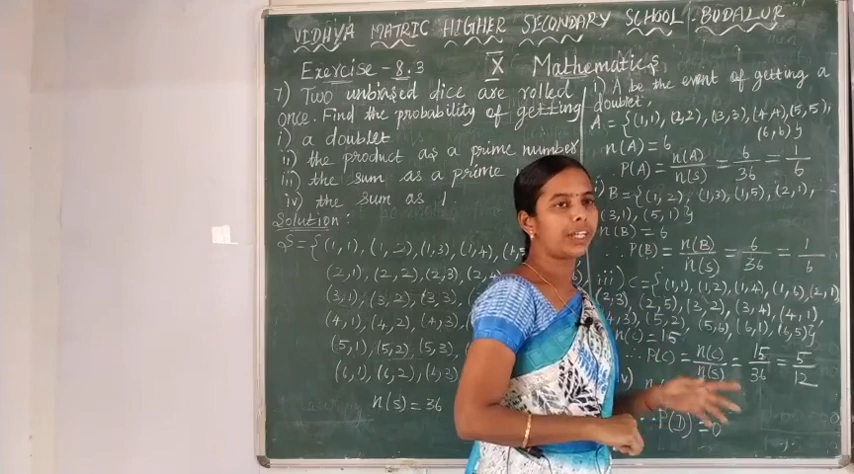 VIDHYA MATRIC HIGHER SECONDARY SCHOOL. BUDALUR
Exercise - 8.3 X Mathematics
7) Two unbiased dice are rolled
once. Find the probability of getting
i) a doublet
ii) the product as a prime number
iii) the sum as a prime
iv) the sum as 1
Solution :
S = { (1,1), (1,2), (1,3), (1,4), (1,5
(2,1), (2,2), (2,3), (2,4
(3,1), (3,2), (3,3),
(4,1), (4,2), (4,3)
(5,1), (5,2), (5,3),
(6,1), (6,2), (6,3)
n(S) = 36
i) A be the event of getting a
doublet,
A = { (1,1), (2,2), (3,3), (4,4), (5,5),
(6,6) }
n(A) = 6
P(A) = n(A)/n(S) = 6/36 = 1/6
i) B = { (1,2), (1,3), (1,5), (2,1),
(3,1), (5,1) }
n(B) = 6
∴ P(B) = n(B)/n(S) = 6/36 = 1/6
iii) C = { (1,1), (1,2), (1,4), (1,6), (2,1)
(2,3), (2,5), (3,2), (3,4), (4,1),
4,3), (5,2), (5,6), (6,1), (6,5) }
n(C) = 15
∴ P(C) = n(C)/n(S) = 15/36 = 5/12
iv) n
∴ P(D) = 0